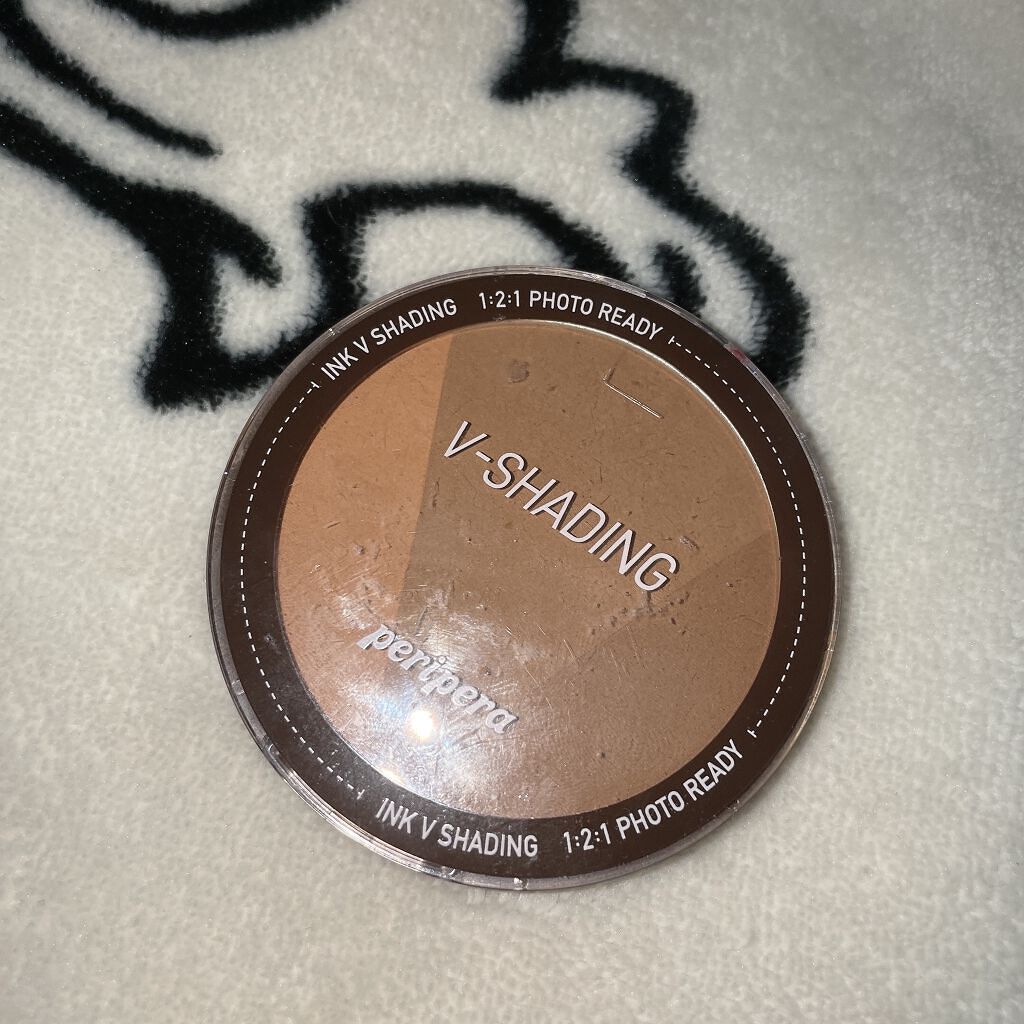 INK V SHADING 1:2:1 PHOTO READY
V-SHADING
peripera
INK V SHADING 1:2:1 PHOTO READY